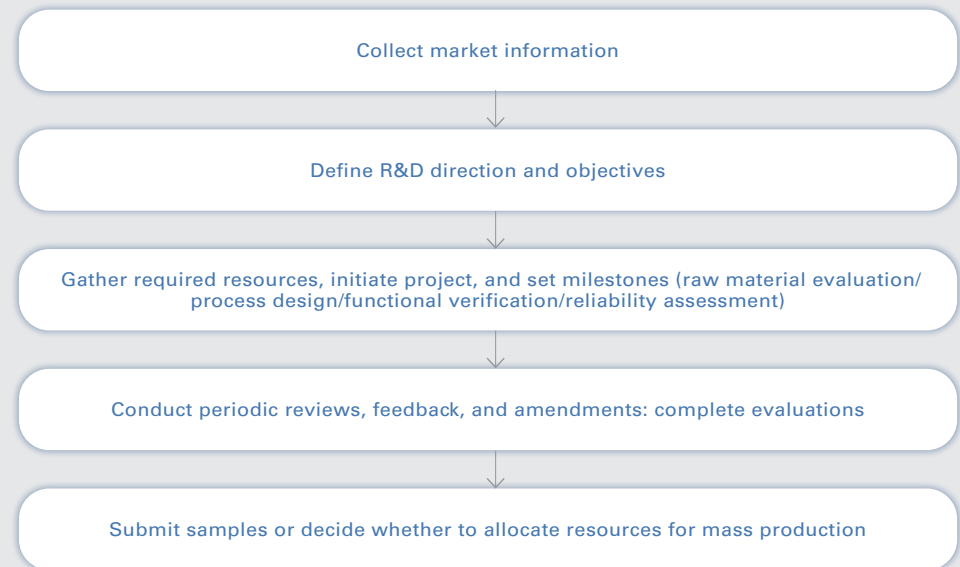 Collect market information
Define R&D direction and objectives
Gather required resources, initiate project, and set milestones (raw material evaluation/
process design/functional verification/reliability assessment)
Conduct periodic reviews, feedback, and amendments: complete evaluations
Submit samples or decide whether to allocate resources for mass production